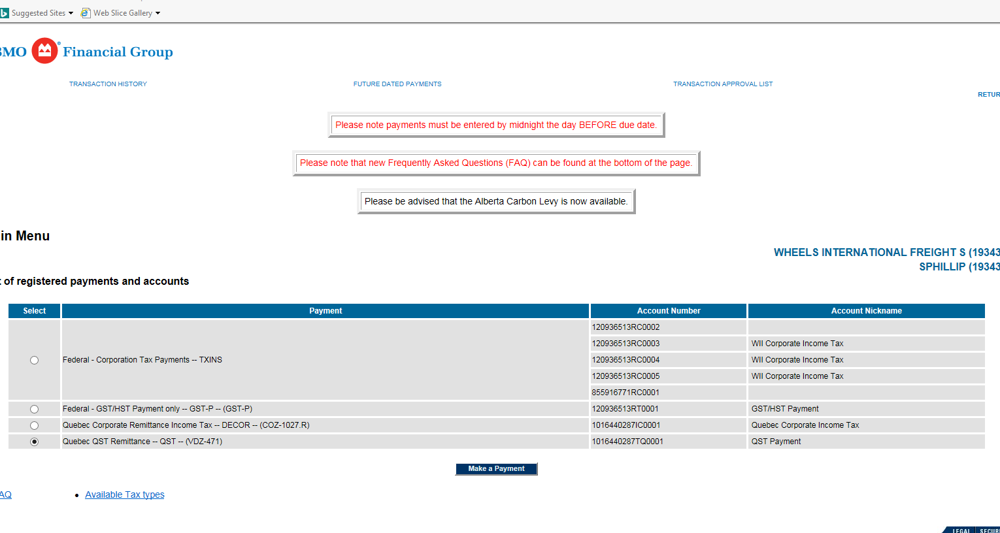 Suggested Sites Web Slice Gallery
BMO Financial Group
TRANSACTION HISTORY FUTURE DATED PAYMENTS TRANSACTION APPROVAL LIST
RETUR
Please note payments must be entered by midnight the day BEFORE due date.
Please note that new Frequently Asked Questions (FAQ) can be found at the bottom of the page.
Please be advised that the Alberta Carbon Levy is now available.
in Menu
WHEELS INTERNATIONAL FREIGHT S (19343
SPHILLIP (19343
t of registered payments and accounts
Select Payment Account Number Account Nickname
120936513RC0002
120936513RC0003 WII Corporate Income Tax
Federal - Corporation Tax Payments -- TXINS 120936513RC0004 WII Corporate Income Tax
120936513RC0005 WII Corporate Income Tax
855916771RC0001
Federal - GST/HST Payment only -- GST-P -- (GST-P) 120936513RT0001 GST/HST Payment
Quebec Corporate Remittance Income Tax -- DECOR -- (COZ-1027.R) 1016440287IC0001 Quebec Corporate Income Tax
Quebec QST Remittance -- QST -- (VDZ-471) 1016440287TQ0001 QST Payment
Make a Payment
AQ • Available Tax types
LEGAL SECUR